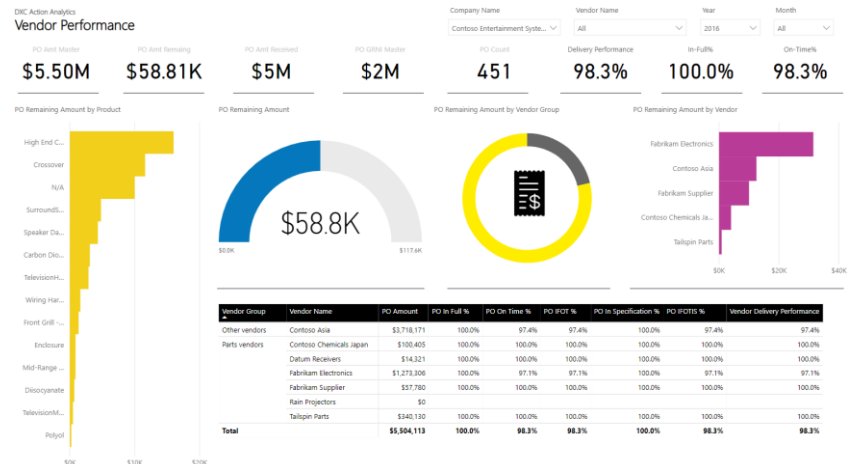 DXC Action Analytics
Vendor Performance
Company Name
Contoso Entertainment Syste...
Vendor Name
All
Year
2016
Month
All
PO Amt Master
$5.50M
PO Amt Remaing
$58.81K
PO Amt Received
$5M
PO GRNI Master
$2M
PO Count
451
Delivery Performance
98.3%
In-Full%
100.0%
On-Time%
98.3%
PO Remaining Amount by Product
High End C...
Crossover
N/A
SurroundS...
Speaker Da...
Carbon Dio...
TelevisionH...
Wiring Har...
Front Grill -...
Enclosure
Mid-Range ...
Diisocyanate
TelevisionM...
Polyol
$0K $10K $20K
PO Remaining Amount
$58.8K
$0.0K $117.6K
PO Remaining Amount by Vendor Group
$
PO Remaining Amount by Vendor
Fabrikam Electronics
Contoso Asia
Fabrikam Supplier
Contoso Chemicals Ja...
Tailspin Parts
$0K $20K $40K
Vendor Group Vendor Name PO Amount PO In Full % PO On Time % PO IFOT % PO In Specification % PO IFOTIS % Vendor Delivery Performance
Other vendors Contoso Asia $3,718,171 100.0% 97.4% 97.4% 100.0% 97.4% 97.4%
Parts vendors Contoso Chemicals Japan $100,405 100.0% 100.0% 100.0% 100.0% 100.0% 100.0%
Datum Receivers $14,321 100.0% 100.0% 100.0% 100.0% 100.0% 100.0%
Fabrikam Electronics $1,273,306 100.0% 97.1% 97.1% 100.0% 97.1% 97.1%
Fabrikam Supplier $57,780 100.0% 100.0% 100.0% 100.0% 100.0% 100.0%
Rain Projectors $0
Tailspin Parts $340,130 100.0% 100.0% 100.0% 100.0% 100.0% 100.0%
Total $5,504,113 100.0% 98.3% 98.3% 100.0% 98.3% 98.3%